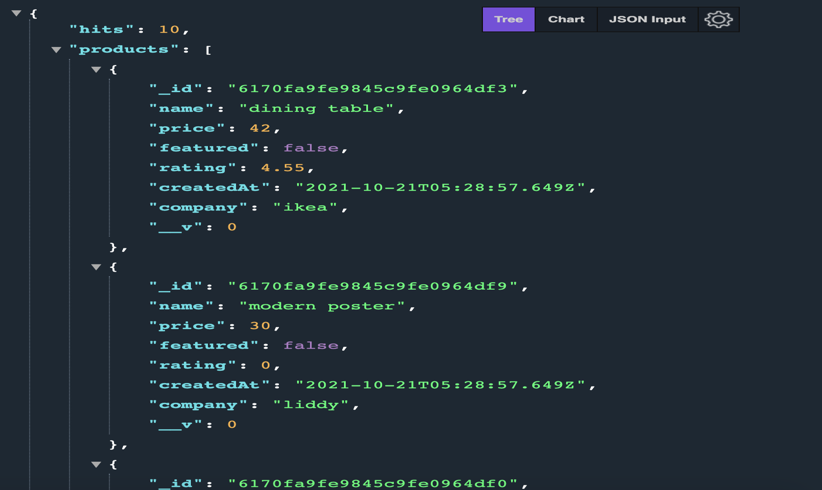 {
Tree Chart JSON Input
"hits": 10,
"products": [
{
"_id": "6170fa9fe9845c9fe0964df3",
"name": "dining table",
"price": 42,
"featured": false,
"rating": 4.55,
"createdAt": "2021-10-21T05:28:57.649Z",
"company": "ikea",
"__v": 0
},
{
"_id": "6170fa9fe9845c9fe0964df9",
"name": "modern poster",
"price": 30,
"featured": false,
"rating": 0,
"createdAt": "2021-10-21T05:28:57.649Z",
"company": "liddy",
"__v": 0
},
{
"_id": "6170fa9fe9845c9fe0964df0",